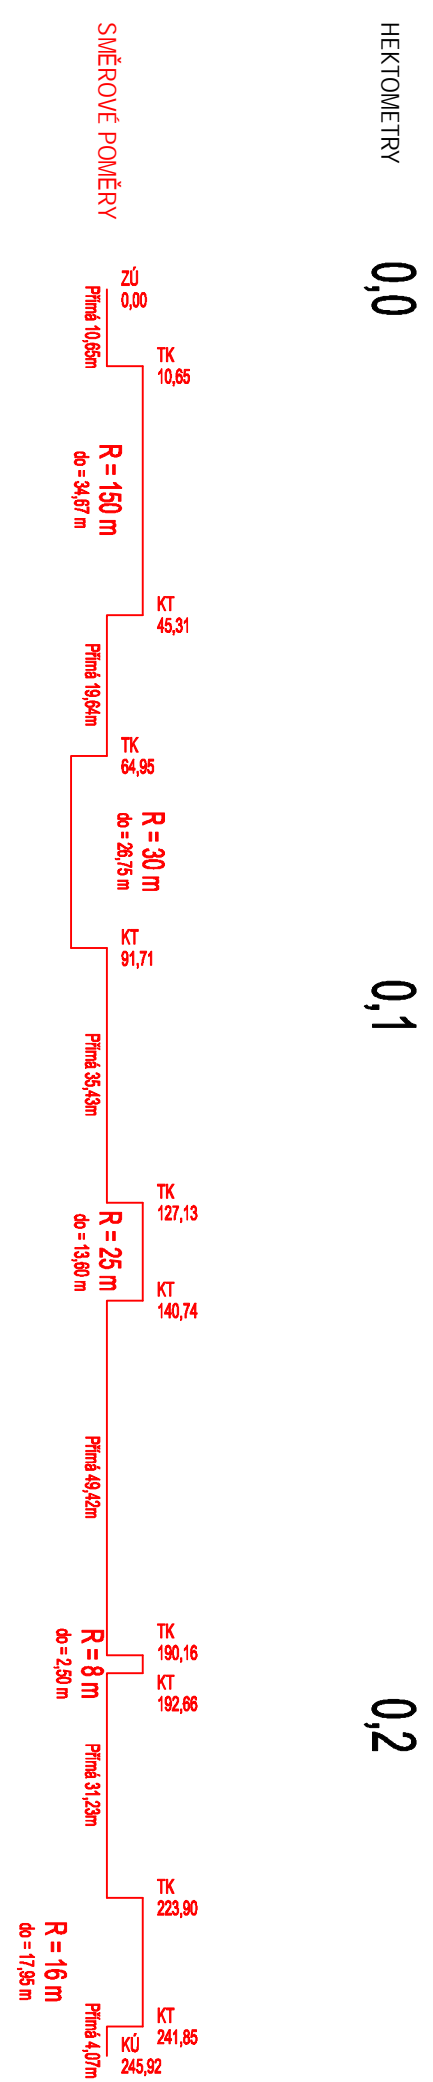 HEKTOMETRY
0,0
0,1
0,2
SMĚROVÉ POMĚRY
ZÚ
0,00
Přímá 10,65m
TK
10,65
R = 150 m
do = 34,67 m
KT
45,31
Přímá 19,64m
TK
64,95
R = 30 m
do = 26,75 m
KT
91,71
Přímá 35,43m
TK
127,13
R = 25 m
do = 13,60 m
KT
140,74
Přímá 49,42m
TK
190,16
R = 8 m
do = 2,50 m
KT
192,66
Přímá 31,23m
TK
223,90
R = 16 m
do = 17,95 m
KT
241,85
Přímá 4,07m
KÚ
245,92